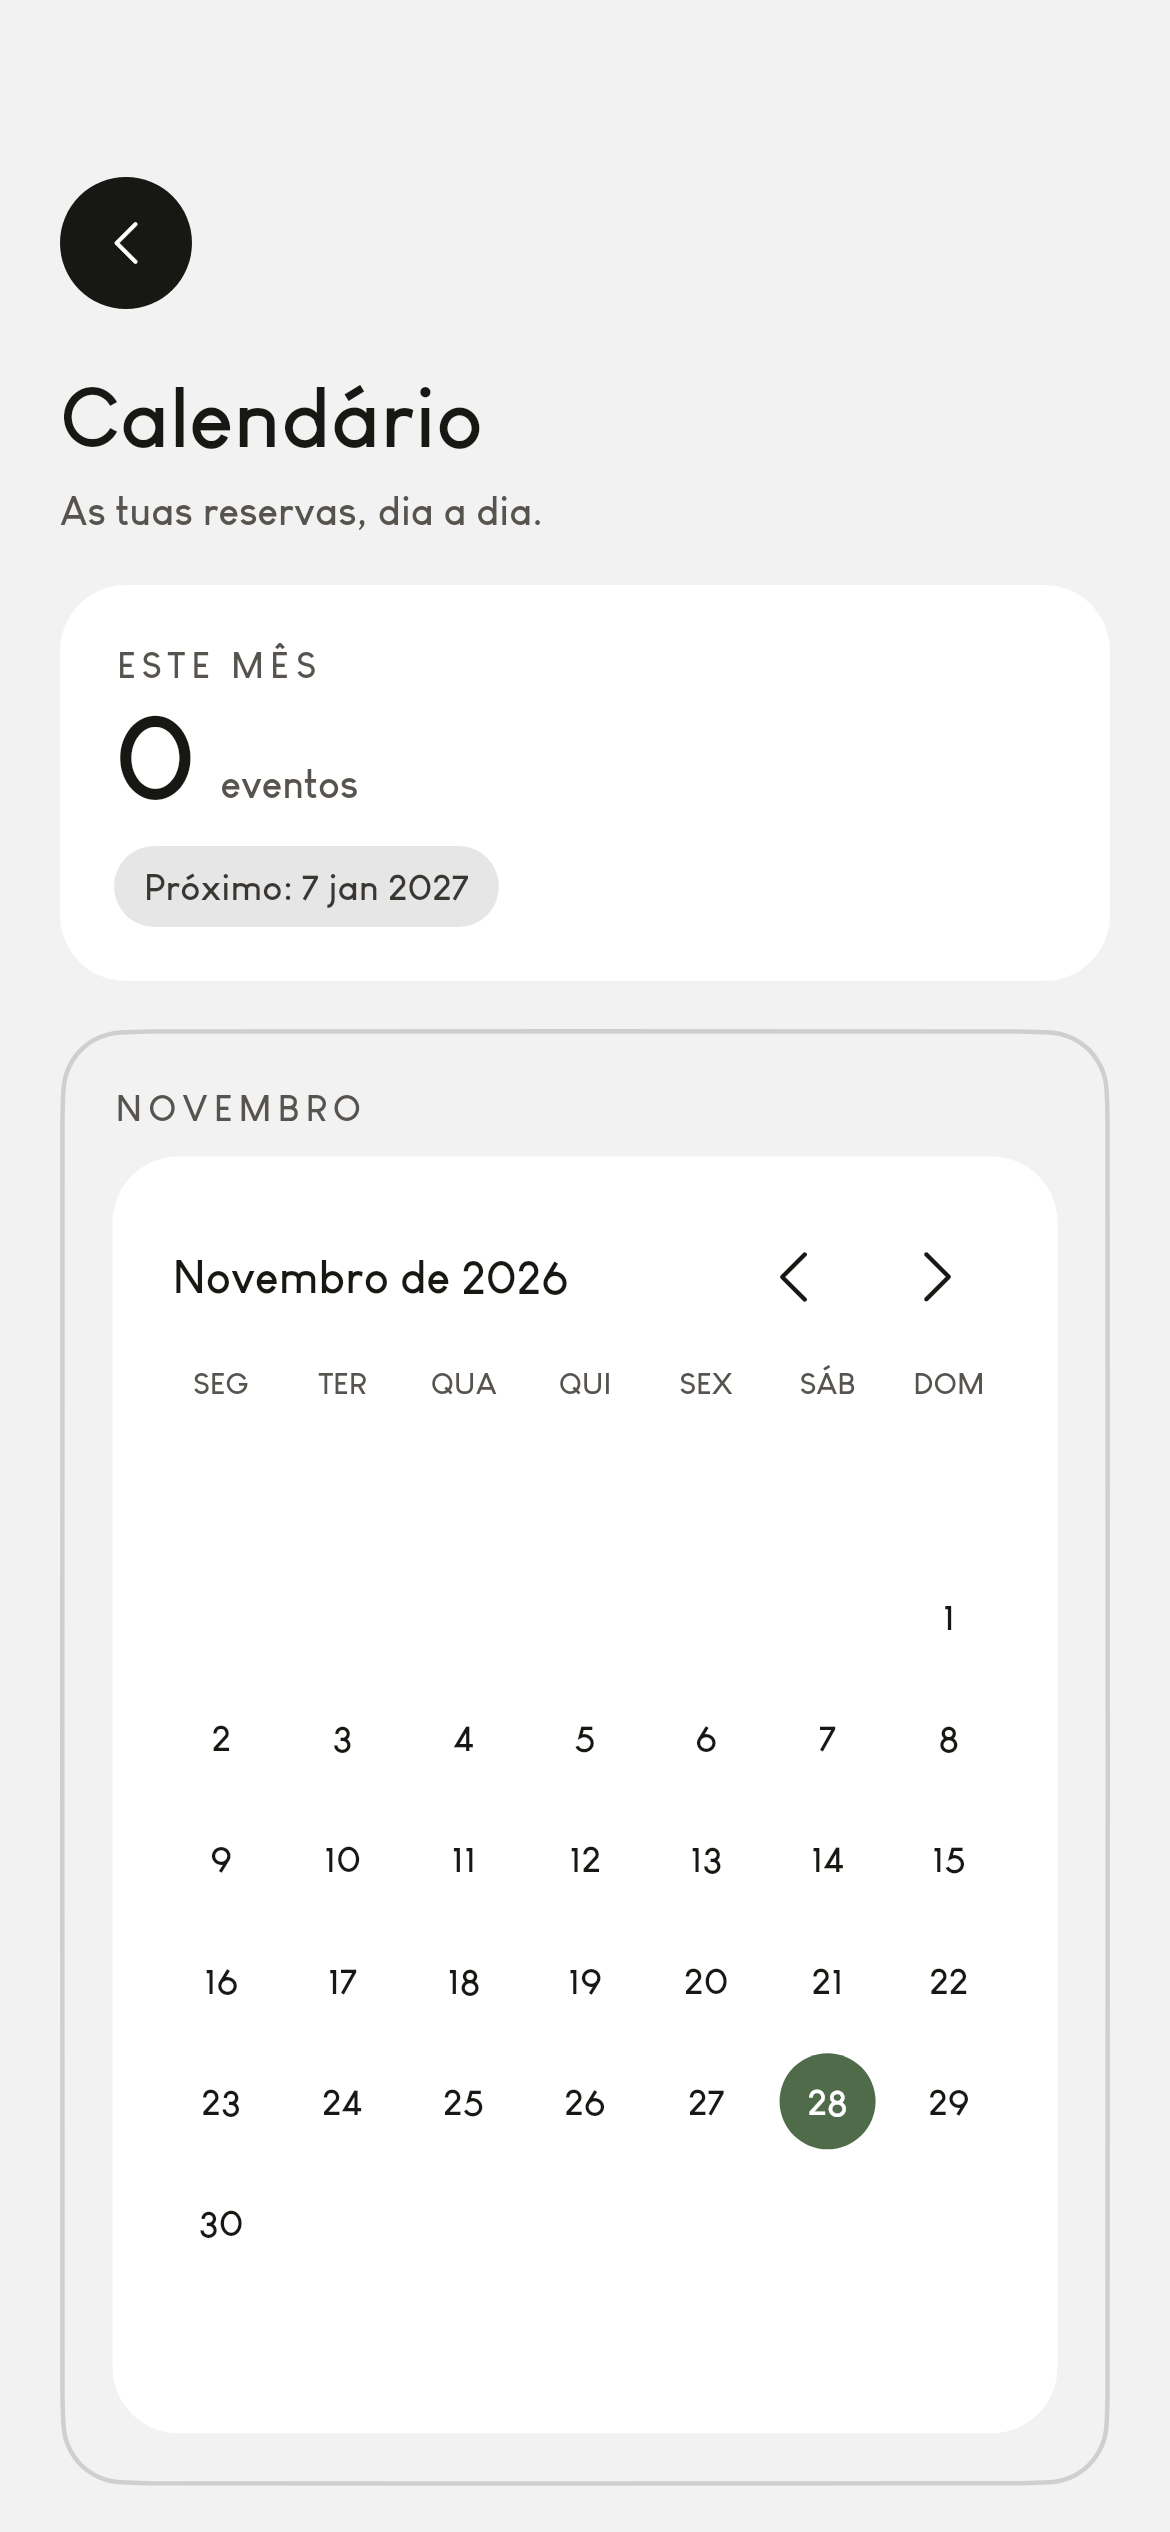 Calendário
As tuas reservas, dia a dia.
ESTE MÊS
0 eventos
Próximo: 7 jan 2027
NOVEMBRO
Novembro de 2026
SEG TER QUA QUI SEX SÁB DOM
1
2 3 4 5 6 7 8
9 10 11 12 13 14 15
16 17 18 19 20 21 22
23 24 25 26 27 28 29
30